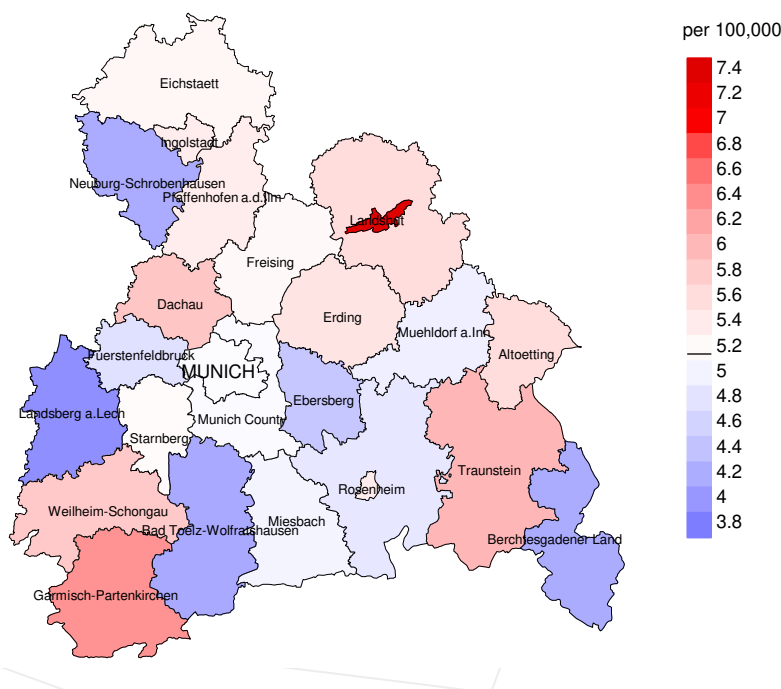 per 100,000
7.4
7.2
7
6.8
6.6
6.4
6.2
6
5.8
5.6
5.4
5.2
5
4.8
4.6
4.4
4.2
4
3.8
Eichstaett
Ingolstadt
Neuburg-Schrobenhausen
Pfaffenhofen a.d.Ilm
Landshut
Freising
Dachau
Erding
Muehldorf a.Inn
Altoetting
Fuerstenfeldbruck
MUNICH
Ebersberg
Landsberg a.Lech
Munich County
Starnberg
Traunstein
Rosenheim
Weilheim-Schongau
Miesbach
Bad Toelz-Wolfratshausen
Berchtesgadener Land
Garmisch-Partenkirchen